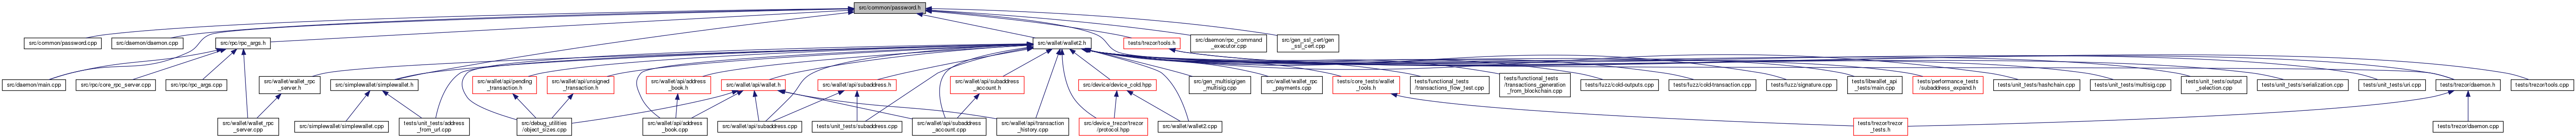 src/common/password.h
src/common/password.cpp
src/daemon/daemon.cpp
src/rpc/rpc_args.h
src/wallet/wallet2.h
tests/trezor/tools.h
src/daemon/rpc_command
_executor.cpp
src/gen_ssl_cert/gen
_ssl_cert.cpp
src/daemon/main.cpp
src/rpc/core_rpc_server.cpp
src/rpc/rpc_args.cpp
src/wallet/wallet_rpc
_server.h
src/simplewallet/simplewallet.h
src/wallet/api/pending
_transaction.h
src/wallet/api/unsigned
_transaction.h
src/wallet/api/address
_book.h
src/wallet/api/wallet.h
src/wallet/api/subaddress.h
src/wallet/api/subaddress
_account.h
src/device/device_cold.hpp
src/gen_multisig/gen
_multisig.cpp
src/wallet/wallet_rpc
_payments.cpp
tests/core_tests/wallet
_tools.h
tests/functional_tests
/transactions_flow_test.cpp
tests/functional_tests
/transactions_generation
_from_blockchain.cpp
tests/fuzz/cold-outputs.cpp
tests/fuzz/cold-transaction.cpp
tests/fuzz/signature.cpp
tests/libwallet_api
_tests/main.cpp
tests/performance_tests
/subaddress_expand.h
tests/unit_tests/hashchain.cpp
tests/unit_tests/multisig.cpp
tests/unit_tests/output
_selection.cpp
tests/unit_tests/serialization.cpp
tests/unit_tests/uri.cpp
tests/trezor/daemon.h
tests/trezor/tools.cpp
src/wallet/wallet_rpc
_server.cpp
src/simplewallet/simplewallet.cpp
tests/unit_tests/address
_from_url.cpp
src/debug_utilities
/object_sizes.cpp
src/wallet/api/address
_book.cpp
src/wallet/api/subaddress.cpp
tests/unit_tests/subaddress.cpp
src/wallet/api/subaddress
_account.cpp
src/wallet/api/transaction
_history.cpp
src/device_trezor/trezor
/protocol.hpp
src/wallet/wallet2.cpp
tests/trezor/trezor
_tests.h
tests/trezor/daemon.cpp